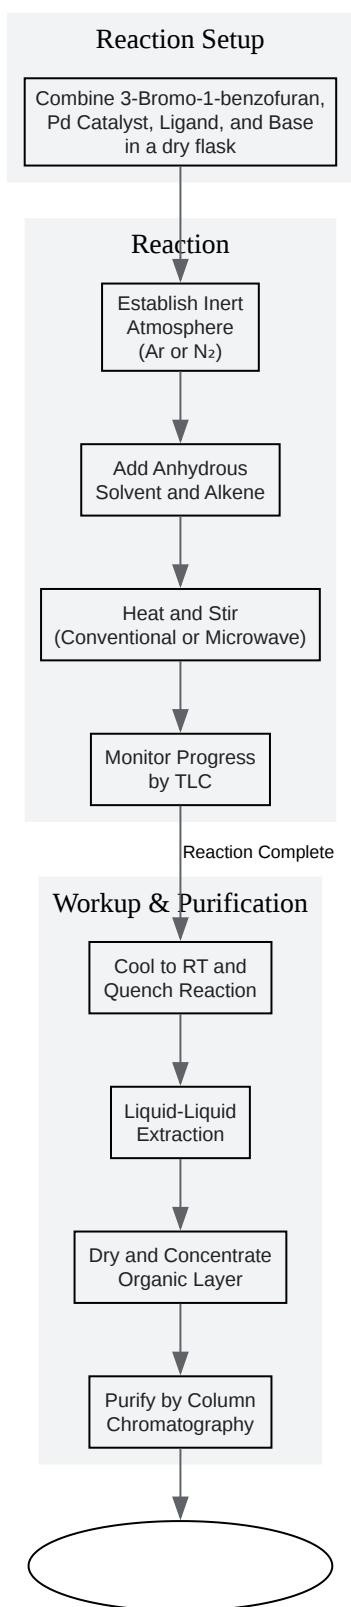 Reaction Setup
Combine 3-Bromo-1-benzofuran,
Pd Catalyst, Ligand, and Base
in a dry flask
Reaction
Establish Inert
Atmosphere
(Ar or N₂)
Add Anhydrous
Solvent and Alkene
Heat and Stir
(Conventional or Microwave)
Monitor Progress
by TLC
Reaction Complete
Workup & Purification
Cool to RT and
Quench Reaction
Liquid-Liquid
Extraction
Dry and Concentrate
Organic Layer
Purify by Column
Chromatography